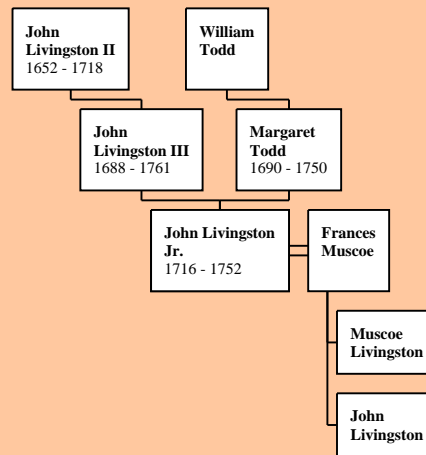 John
Livingston II
1652 - 1718
William
Todd
John
Livingston III
1688 - 1761
Margaret
Todd
1690 - 1750
John Livingston
Jr.
1716 - 1752
Frances
Muscoe
Muscoe
Livingston
John
Livingston